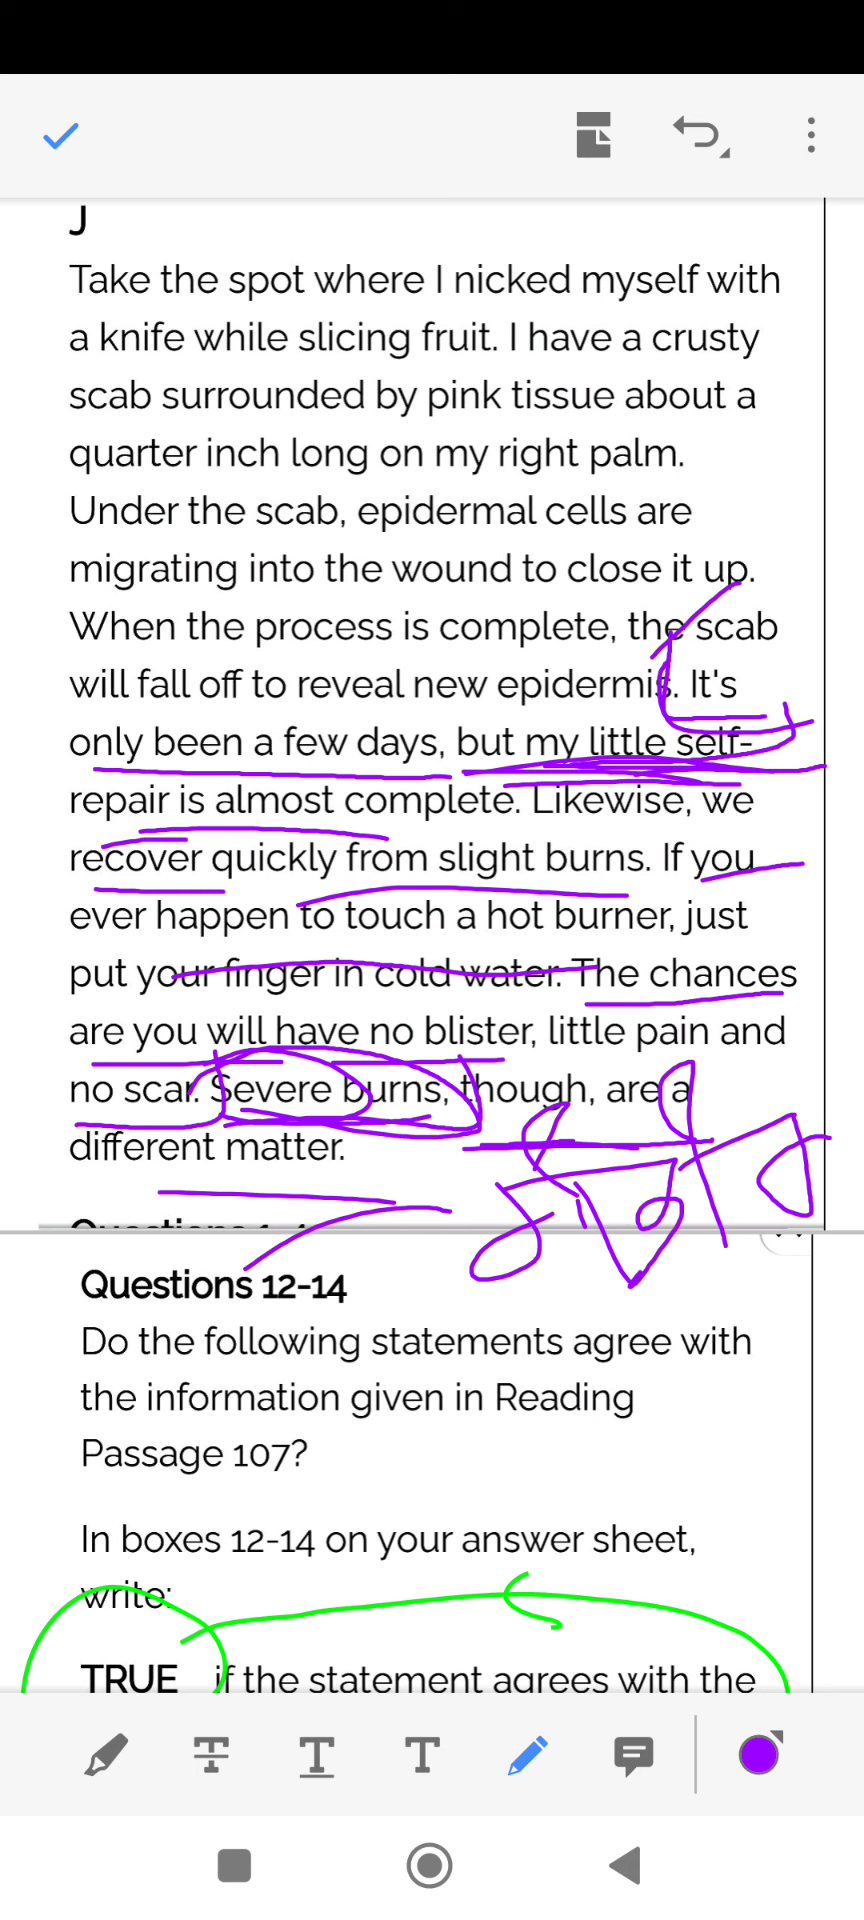 J
Take the spot where I nicked myself with
a knife while slicing fruit. I have a crusty
scab surrounded by pink tissue about a
quarter inch long on my right palm.
Under the scab, epidermal cells are
migrating into the wound to close it up.
When the process is complete, the scab
will fall off to reveal new epidermis. It's
only been a few days, but my little self-
repair is almost complete. Likewise, we
recover quickly from slight burns. If you
ever happen to touch a hot burner, just
put your finger in cold water. The chances
are you will have no blister, little pain and
no scar. Severe burns, though, are a
different matter.
Questions 12-14
Do the following statements agree with
the information given in Reading
Passage 107?
In boxes 12-14 on your answer sheet,
write:
TRUE if the statement agrees with the